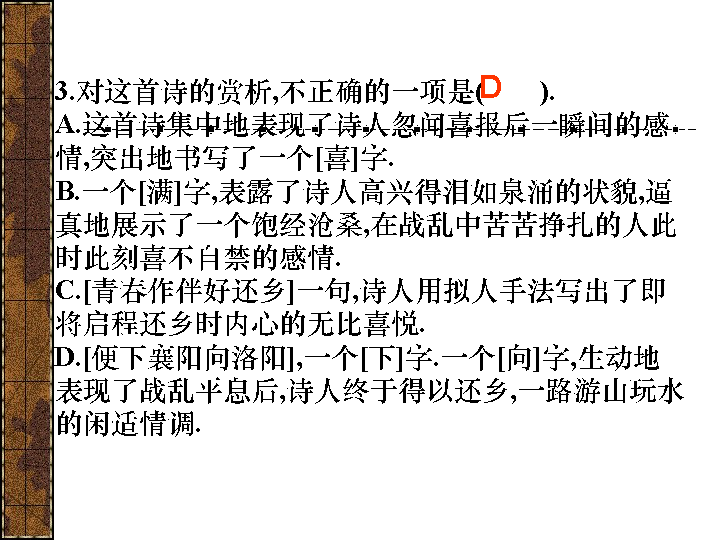 3.对这首诗的赏析,不正确的一项是(D ).
A.这首诗集中地表现了诗人忽闻喜报后一瞬间的感
情,突出地书写了一个[喜]字.
B.一个[满]字,表露了诗人高兴得泪如泉涌的状貌,逼
真地展示了一个饱经沧桑,在战乱中苦苦挣扎的人此
时此刻喜不自禁的感情.
C.[青春作伴好还乡]一句,诗人用拟人手法写出了即
将启程还乡时内心的无比喜悦.
D.[便下襄阳向洛阳],一个[下]字.一个[向]字,生动地
表现了战乱平息后,诗人终于得以还乡,一路游山玩水
的闲适情调.